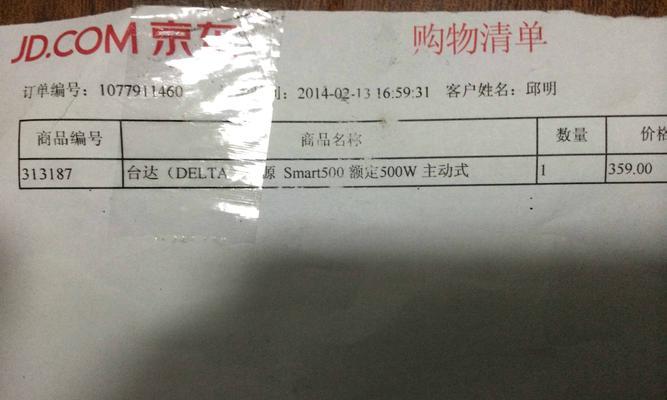 JD.COM 京东 购物清单
订单编号：1077911460 间：2014-02-13 16:59:31 客户姓名：邱明
商品编号 商品名称 数量 价格
313187 台达（DELTA 源 Smart500 额定500W 主动式 1 359.00